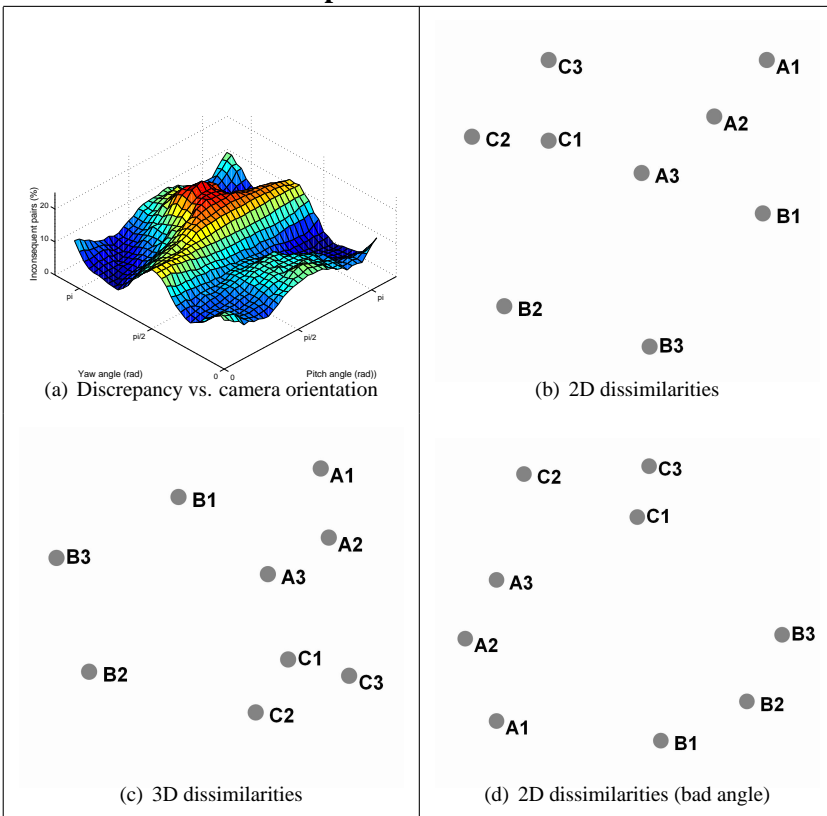 20
10
0
Inconsequent pairs (%)
pi
pi/2
0
Yaw angle (rad)
0
pi/2
pi
Pitch angle (rad))
(a) Discrepancy vs. camera orientation
C3
A1
A2
C2
C1
A3
B1
B2
B3
(b) 2D dissimilarities
A1
B1
A2
B3
A3
C1
B2
C3
C2
(c) 3D dissimilarities
C3
C2
C1
A3
B3
A2
B2
A1
B1
(d) 2D dissimilarities (bad angle)